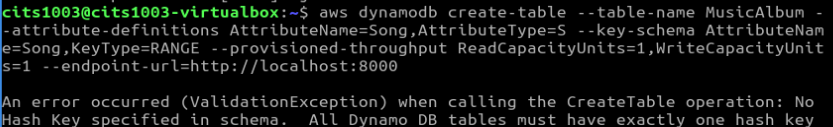 cits1003@cits1003-virtualbox:~$ aws dynamodb create-table --table-name MusicAlbum -
-attribute-definitions AttributeName=Song,AttributeType=S --key-schema AttributeNam
e=Song,KeyType=RANGE --provisioned-throughput ReadCapacityUnits=1,WriteCapacityUnit
s=1 --endpoint-url=http://localhost:8000
An error occurred (ValidationException) when calling the CreateTable operation: No
Hash Key specified in schema.  All Dynamo DB tables must have exactly one hash key